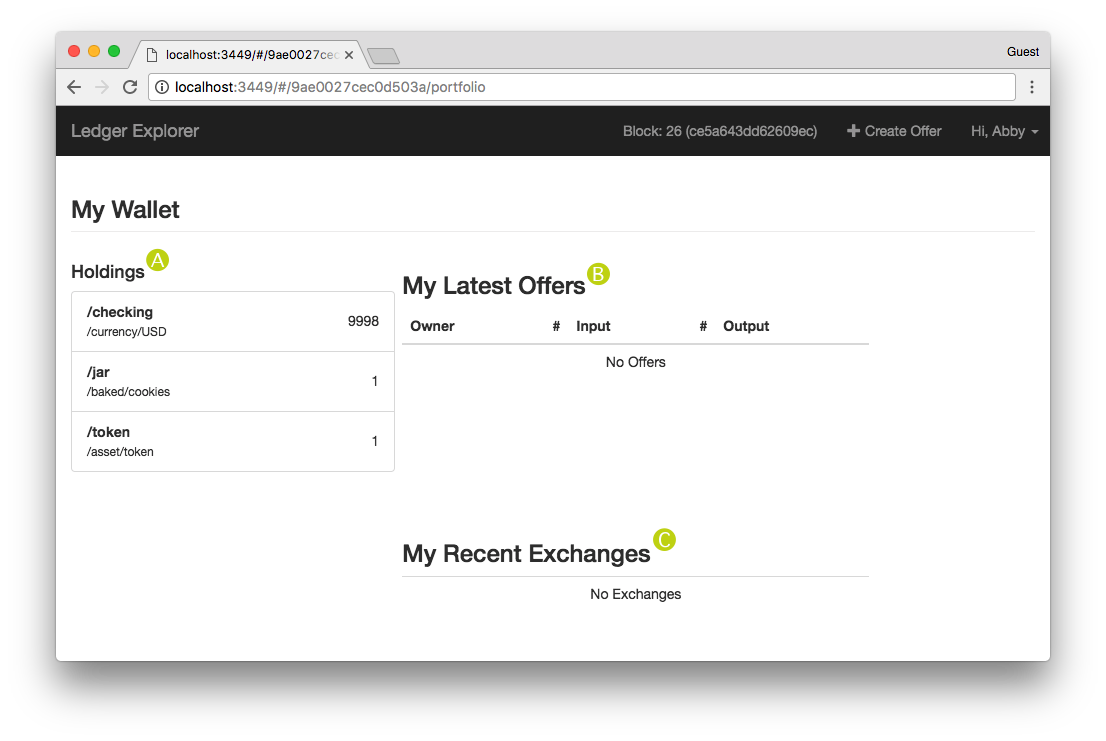 localhost:3449/#/9ae0027cec
Guest
localhost:3449/#/9ae0027cec0d503a/portfolio
Ledger Explorer
Block: 26 (ce5a643dd62609ec)
+ Create Offer
Hi, Abby
My Wallet
Holdings A
/checking
/currency/USD
9998
/jar
/baked/cookies
1
/token
/asset/token
1
My Latest Offers B
Owner # Input # Output
No Offers
My Recent Exchanges C
No Exchanges